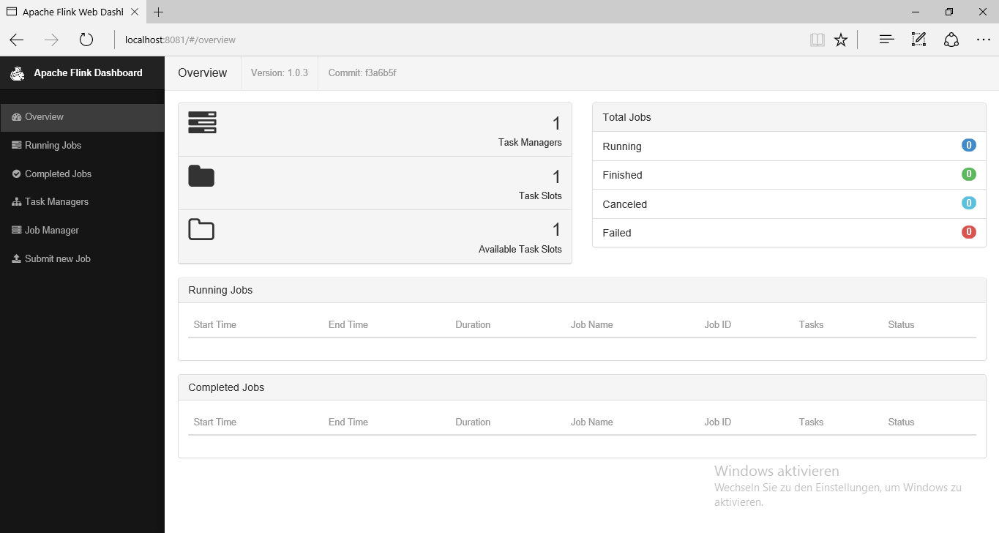 Apache Flink Web Dashl
localhost:8081/#/overview
Apache Flink Dashboard
Overview
Version: 1.0.3
Commit: f3a6b5f
Overview
Running Jobs
Completed Jobs
Task Managers
Job Manager
Submit new Job
1
Task Managers
1
Task Slots
1
Available Task Slots
Total Jobs
Running 0
Finished 0
Canceled 0
Failed 0
Running Jobs
Start Time End Time Duration Job Name Job ID Tasks Status
Completed Jobs
Start Time End Time Duration Job Name Job ID Tasks Status
Windows aktivieren
Wechseln Sie zu den Einstellungen, um Windows zu
aktivieren.